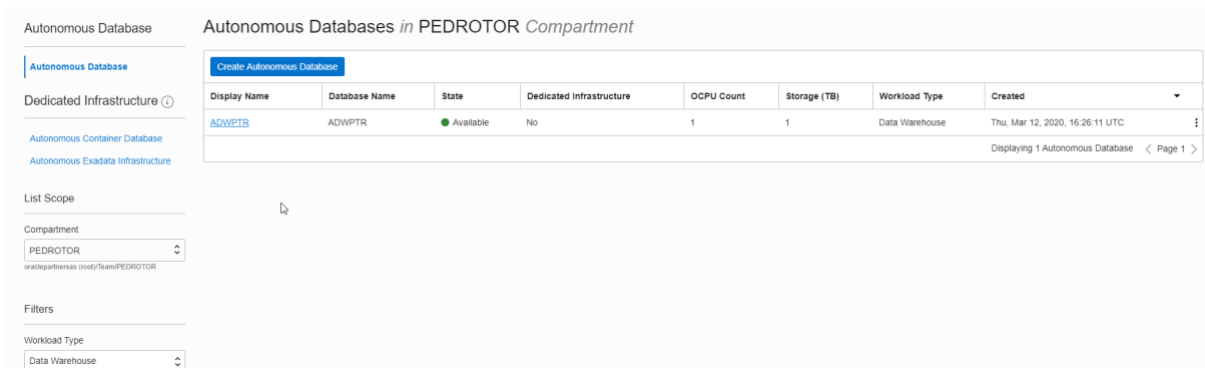 Autonomous Database
Autonomous Database
Dedicated Infrastructure i
Autonomous Container Database
Autonomous Exadata Infrastructure
List Scope
Compartment
PEDROTOR
oraclepartnersas (root)/Team/PEDROTOR
Filters
Workload Type
Data Warehouse
Autonomous Databases in PEDROTOR Compartment
Create Autonomous Database
Display Name Database Name State Dedicated Infrastructure OCPU Count Storage (TB) Workload Type Created
ADWPTR ADWPTR Available No 1 1 Data Warehouse Thu, Mar 12, 2020, 16:26:11 UTC
Displaying 1 Autonomous Database < Page 1 >